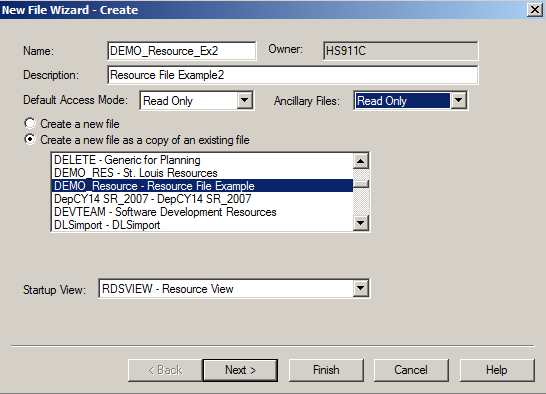 New File Wizard - Create
Name: DEMO_Resource_Ex2 Owner: HS911C
Description: Resource File Example2
Default Access Mode: Read Only Ancillary Files: Read Only
Create a new file
Create a new file as a copy of an existing file
DELETE - Generic for Planning
DEMO_RES - St. Louis Resources
DEMO_Resource - Resource File Example
DepCY14 SR_2007 - DepCY14 SR_2007
DEVTEAM - Software Development Resources
DLSimport - DLSimport
Startup View: RDSVIEW - Resource View
< Back Next > Finish Cancel Help